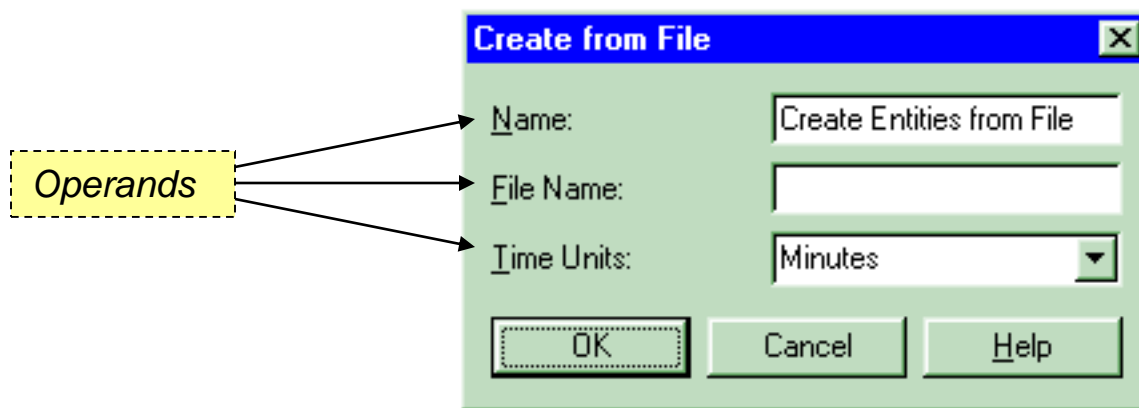 Create from File
Name:
Create Entities from File
Operands
File Name:
Time Units:
Minutes
OK
Cancel
Help